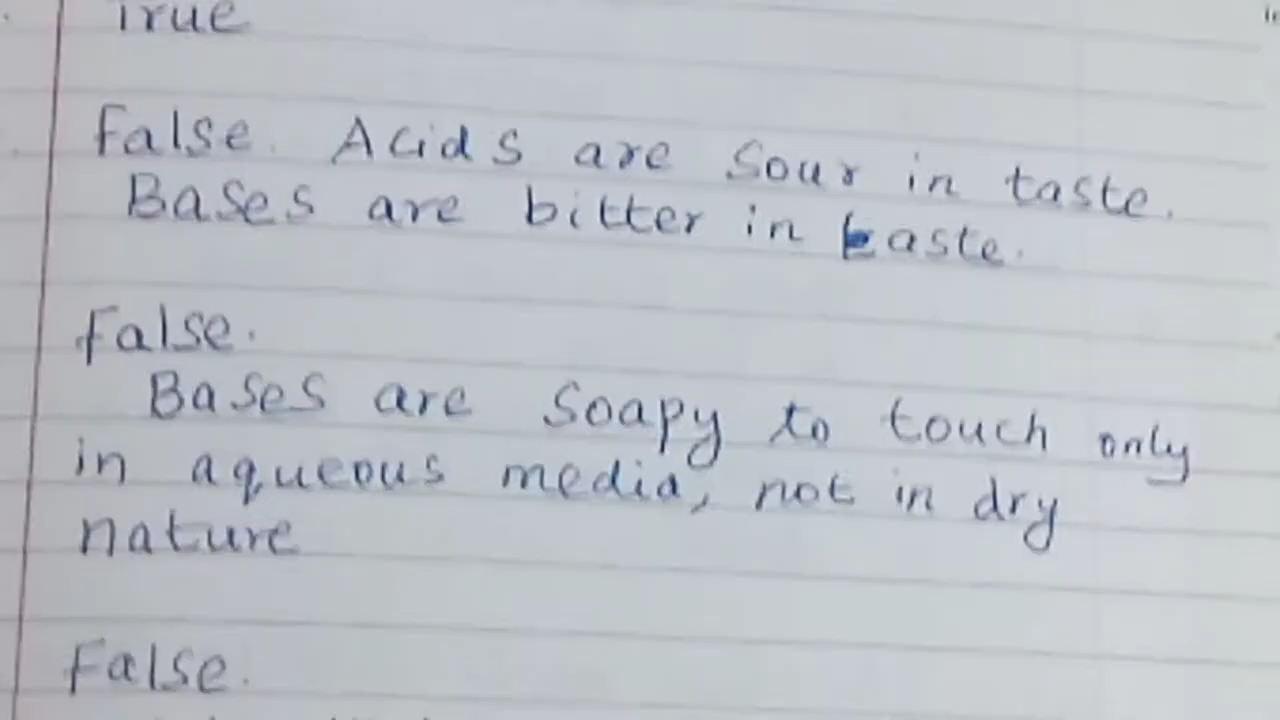 True
False. Acids are sour in taste.
Bases are bitter in taste.
False.
Bases are soapy to touch only
in aqueous media, not in dry
nature
False.